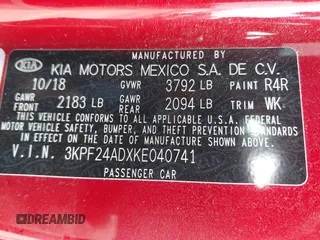 MANUFACTURED BY
KIA KIA MOTORS MEXICO S.A. DE C.V.
10/18 GVWR 3792 LB PAINT R4R
GAWR FRONT 2183 LB GAWR REAR 2094 LB TRIM WK
THIS VEHICLE CONFORMS TO ALL APPLICABLE U.S. FEDERAL
MOTOR VEHICLE SAFETY, BUMPER, AND THEFT PREVENTION
STANDARDS IN EFFECT ON THE DATE OF MANUFACTURE SHOWN ABOVE.
V.I.N. 3KPF24ADXKE040741
PASSENGER CAR
DREAMBID